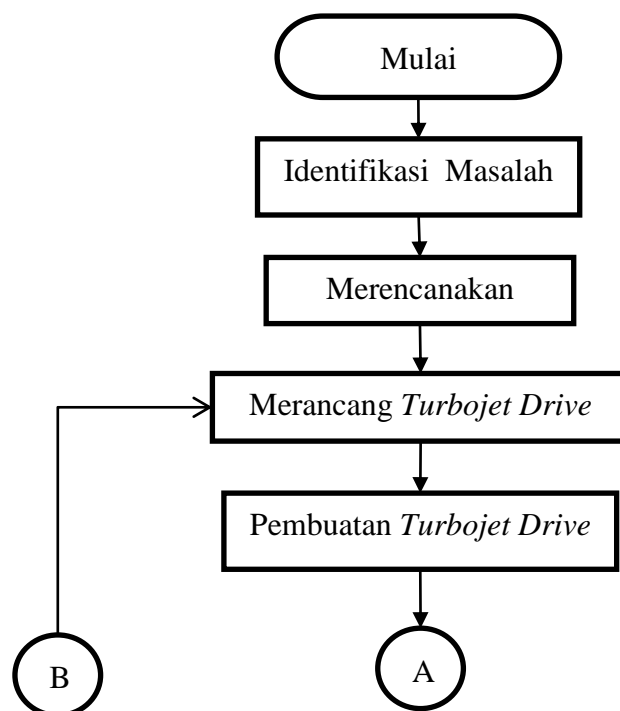 Mulai
Identifikasi Masalah
Merencanakan
Merancang Turbojet Drive
Pembuatan Turbojet Drive
B
A